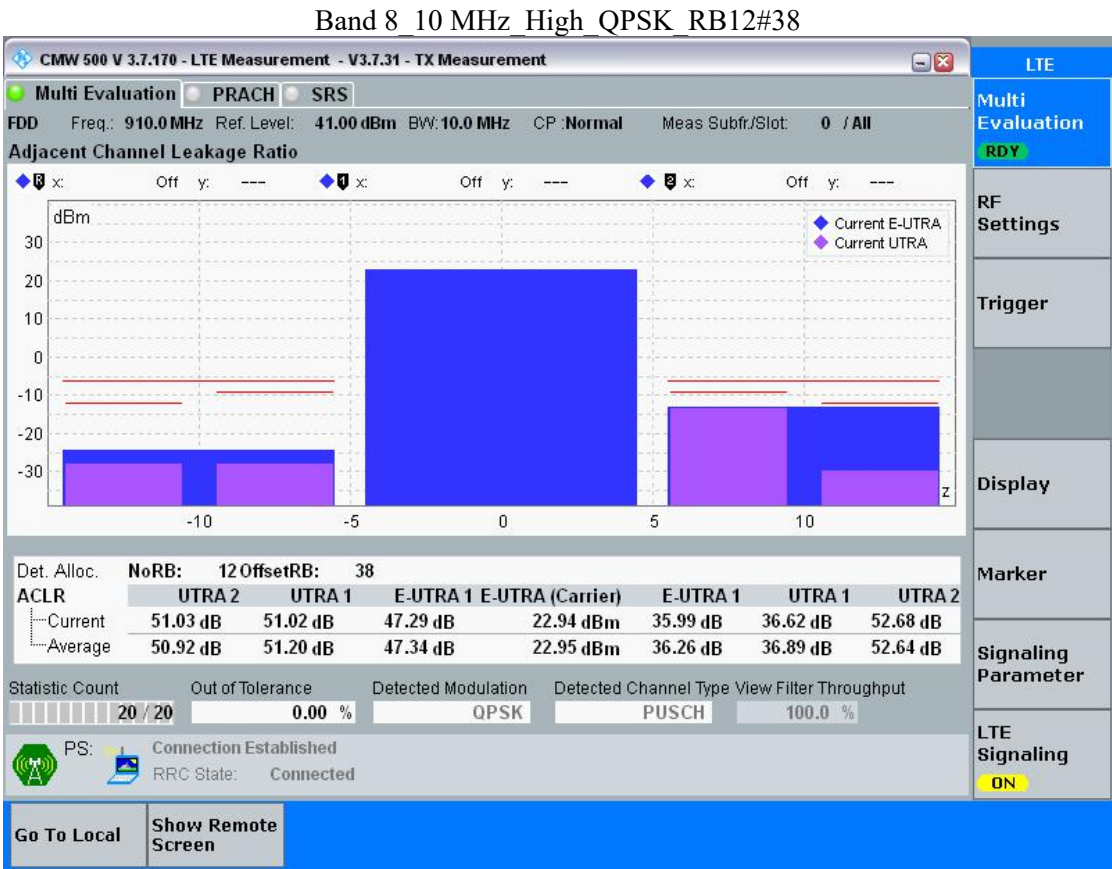 Band 8_10 MHz_High_QPSK_RB12#38
CMW 500 V 3.7.170 - LTE Measurement - V3.7.31 - TX Measurement
LTE
Multi Evaluation PRACH SRS
Multi
Evaluation
RDY
FDD Freq.: 910.0 MHz Ref. Level: 41.00 dBm BW: 10.0 MHz CP :Normal Meas Subfr./Slot: 0 / All
Adjacent Channel Leakage Ratio
R x: Off y: --- 1 x: Off y: --- 2 x: Off y: ---
dBm
Current E-UTRA
Current UTRA
30
20
10
0
-10
-20
-30
z
-10 -5 0 5 10
RF
Settings
Trigger
Display
Marker
Signaling
Parameter
LTE
Signaling
ON
Det. Alloc. NoRB: 12 OffsetRB: 38
ACLR UTRA 2 UTRA 1 E-UTRA 1 E-UTRA (Carrier) E-UTRA 1 UTRA 1 UTRA 2
Current 51.03 dB 51.02 dB 47.29 dB 22.94 dBm 35.99 dB 36.62 dB 52.68 dB
Average 50.92 dB 51.20 dB 47.34 dB 22.95 dBm 36.26 dB 36.89 dB 52.64 dB
Statistic Count Out of Tolerance Detected Modulation Detected Channel Type View Filter Throughput
20 / 20 0.00 % QPSK PUSCH 100.0 %
PS: Connection Established
RRC State: Connected
Go To Local
Show Remote
Screen